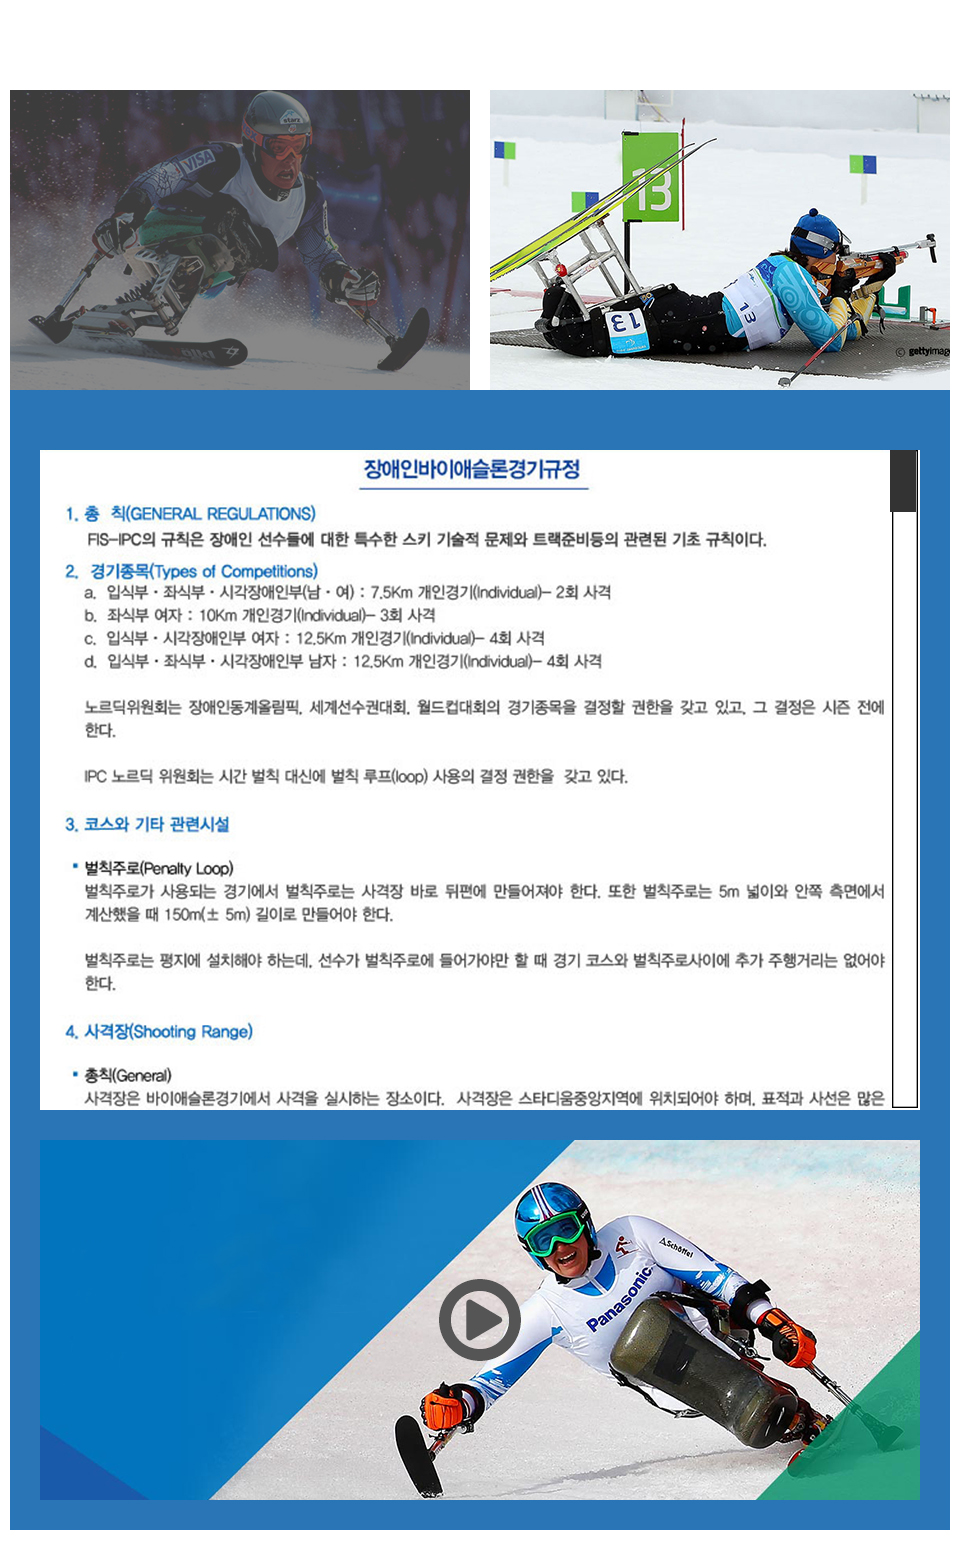 starz
VISA
13
13
13
© gettyimag
장애인바이애슬론경기규정
1. 총 칙(GENERAL REGULATIONS)
FIS-IPC의 규칙은 장애인 선수들에 대한 특수한 스키 기술적 문제와 트랙준비등의 관련된 기초 규칙이다.
2. 경기종목(Types of Competitions)
a. 입식부·좌식부·시각장애인부(남·여) : 7.5Km 개인경기(Individual)- 2회 사격
b. 좌식부 여자 : 10Km 개인경기(Individual)- 3회 사격
c. 입식부·시각장애인부 여자 : 12.5Km 개인경기(Individual)- 4회 사격
d. 입식부·좌식부·시각장애인부 남자 : 12.5Km 개인경기(Individual)- 4회 사격
노르딕위원회는 장애인동계올림픽, 세계선수권대회, 월드컵대회의 경기종목을 결정할 권한을 갖고 있고, 그 결정은 시즌 전에
한다.
IPC 노르딕 위원회는 시간 벌칙 대신에 벌칙 루프(loop) 사용의 결정 권한을 갖고 있다.
3. 코스와 기타 관련시설
▪ 벌칙주로(Penalty Loop)
벌칙주로가 사용되는 경기에서 벌칙주로는 사격장 바로 뒤편에 만들어져야 한다. 또한 벌칙주로는 5m 넓이와 안쪽 측면에서
계산했을 때 150m(± 5m) 길이로 만들어야 한다.
벌칙주로는 평지에 설치해야 하는데, 선수가 벌칙주로에 들어가야만 할 때 경기 코스와 벌칙주로사이에 추가 주행거리는 없어야
한다.
4. 사격장(Shooting Range)
▪ 총칙(General)
사격장은 바이애슬론경기에서 사격을 실시하는 장소이다. 사격장은 스타디움중앙지역에 위치되어야 하며, 표적과 사선은 많은
Schöffel
Panasonic